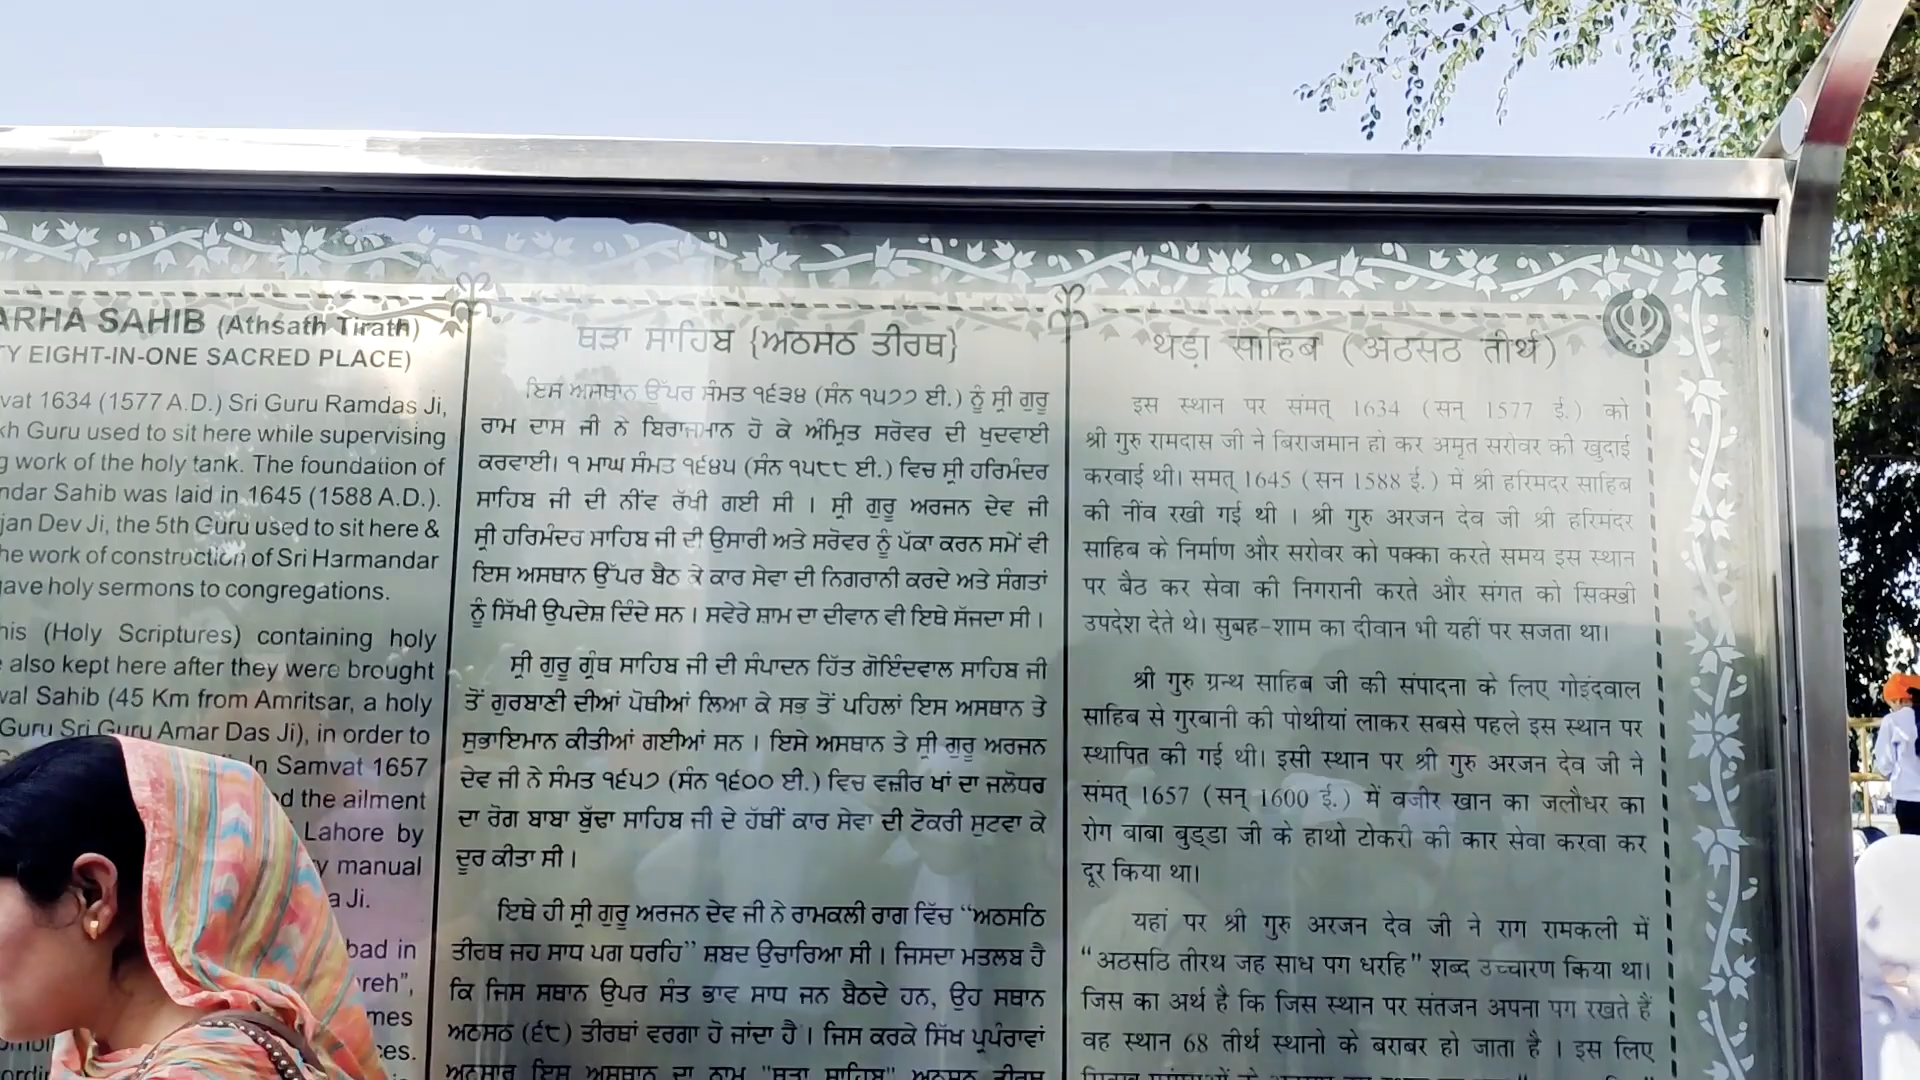 ARHA SAHIB (Athsath Tirath)
TY EIGHT-IN-ONE SACRED PLACE)
vat 1634 (1577 A.D.) Sri Guru Ramdas Ji,
kh Guru used to sit here while supervising
g work of the holy tank. The foundation of
ndar Sahib was laid in 1645 (1588 A.D.).
jan Dev Ji, the 5th Guru used to sit here &
he work of construction of Sri Harmandar
gave holy sermons to congregations.
his (Holy Scriptures) containing holy
also kept here after they were brought
wal Sahib (45 Km from Amritsar, a holy
Guru Sri Guru Amar Das Ji), in order to
In Samvat 1657
d the ailment
Lahore by
y manual
a Ji.
bad in
reh”,
mes
ces.
ਥੜਾ ਸਾਹਿਬ {ਅਠਸਠ ਤੀਰਥ}
ਇਸ ਅਸਥਾਨ ਉੱਪਰ ਸੰਮਤ ੧੬੩੪ (ਸੰਨ ੧੫੭੭ ਈ.) ਨੂੰ ਸ੍ਰੀ ਗੁਰੂ
ਰਾਮ ਦਾਸ ਜੀ ਨੇ ਬਿਰਾਜਮਾਨ ਹੋ ਕੇ ਅੰਮ੍ਰਿਤ ਸਰੋਵਰ ਦੀ ਖੁਦਵਾਈ
ਕਰਵਾਈ। ੧ ਮਾਘ ਸੰਮਤ ੧੬੪੫ (ਸੰਨ ੧੫੮੮ ਈ.) ਵਿਚ ਸ੍ਰੀ ਹਰਿਮੰਦਰ
ਸਾਹਿਬ ਜੀ ਦੀ ਨੀਂਵ ਰੱਖੀ ਗਈ ਸੀ । ਸ੍ਰੀ ਗੁਰੂ ਅਰਜਨ ਦੇਵ ਜੀ
ਸ੍ਰੀ ਹਰਿਮੰਦਰ ਸਾਹਿਬ ਜੀ ਦੀ ਉਸਾਰੀ ਅਤੇ ਸਰੋਵਰ ਨੂੰ ਪੱਕਾ ਕਰਨ ਸਮੇਂ ਵੀ
ਇਸ ਅਸਥਾਨ ਉੱਪਰ ਬੈਠ ਕੇ ਕਾਰ ਸੇਵਾ ਦੀ ਨਿਗਰਾਨੀ ਕਰਦੇ ਅਤੇ ਸੰਗਤਾਂ
ਨੂੰ ਸਿੱਖੀ ਉਪਦੇਸ਼ ਦਿੰਦੇ ਸਨ । ਸਵੇਰੇ ਸ਼ਾਮ ਦਾ ਦੀਵਾਨ ਵੀ ਇਥੇ ਸੱਜਦਾ ਸੀ ।
ਸ੍ਰੀ ਗੁਰੂ ਗ੍ਰੰਥ ਸਾਹਿਬ ਜੀ ਦੀ ਸੰਪਾਦਨ ਹਿੱਤ ਗੋਇੰਦਵਾਲ ਸਾਹਿਬ ਜੀ
ਤੋਂ ਗੁਰਬਾਣੀ ਦੀਆਂ ਪੋਥੀਆਂ ਲਿਆ ਕੇ ਸਭ ਤੋਂ ਪਹਿਲਾਂ ਇਸ ਅਸਥਾਨ ਤੇ
ਸੁਭਾਇਮਾਨ ਕੀਤੀਆਂ ਗਈਆਂ ਸਨ । ਇਸੇ ਅਸਥਾਨ ਤੇ ਸ੍ਰੀ ਗੁਰੂ ਅਰਜਨ
ਦੇਵ ਜੀ ਨੇ ਸੰਮਤ ੧੬੫੭ (ਸੰਨ ੧੬੦੦ ਈ.) ਵਿਚ ਵਜ਼ੀਰ ਖਾਂ ਦਾ ਜਲੋਧਰ
ਦਾ ਰੋਗ ਬਾਬਾ ਬੁੱਢਾ ਸਾਹਿਬ ਜੀ ਦੇ ਹੱਥੀਂ ਕਾਰ ਸੇਵਾ ਦੀ ਟੋਕਰੀ ਸੁਟਵਾ ਕੇ
ਦੂਰ ਕੀਤਾ ਸੀ ।
ਇਥੇ ਹੀ ਸ੍ਰੀ ਗੁਰੂ ਅਰਜਨ ਦੇਵ ਜੀ ਨੇ ਰਾਮਕਲੀ ਰਾਗ ਵਿੱਚ “ਅਠਸਠਿ
ਤੀਰਥ ਜਹ ਸਾਧ ਪਗ ਧਰਹਿ” ਸ਼ਬਦ ਉਚਾਰਿਆ ਸੀ । ਜਿਸਦਾ ਮਤਲਬ ਹੈ
ਕਿ ਜਿਸ ਸਥਾਨ ਉਪਰ ਸੰਤ ਭਾਵ ਸਾਧ ਜਨ ਬੈਠਦੇ ਹਨ, ਉਹ ਸਥਾਨ
ਅਠਸਠ (੬੮) ਤੀਰਥਾਂ ਵਰਗਾ ਹੋ ਜਾਂਦਾ ਹੈ । ਜਿਸ ਕਰਕੇ ਸਿੱਖ ਪ੍ਰਪੰਰਾਵਾਂ
ਅਨੁਸਾਰ ਇਸ ਅਸਥਾਨ ਦਾ ਨਾਮ "ਥੜਾ ਸਾਹਿਬ" ਅਠਸਠ ਤੀਰਥ
थड़ा साहिब (अठसठ तीर्थ)
इस स्थान पर संमत् 1634 (सन् 1577 ई.) को
श्री गुरु रामदास जी ने बिराजमान हो कर अमृत सरोवर की खुदाई
करवाई थी। समत् 1645 (सन 1588 ई.) में श्री हरिमदर साहिब
की नींव रखी गई थी । श्री गुरु अरजन देव जी श्री हरिमंदर
साहिब के निर्माण और सरोवर को पक्का करते समय इस स्थान
पर बैठ कर सेवा की निगरानी करते और संगत को सिक्खी
उपदेश देते थे। सुबह-शाम का दीवान भी यहीं पर सजता था।
श्री गुरु ग्रन्थ साहिब जी की संपादना के लिए गोइंदवाल
साहिब से गुरबानी की पोथीयां लाकर सबसे पहले इस स्थान पर
स्थापित की गई थी। इसी स्थान पर श्री गुरु अरजन देव जी ने
संमत् 1657 (सन् 1600 ई.) में वजीर खान का जलौधर का
रोग बाबा बुड्डा जी के हाथो टोकरी की कार सेवा करवा कर
दूर किया था।
यहां पर श्री गुरु अरजन देव जी ने राग रामकली में
“अठसठि तीरथ जह साध पग धरहि” शब्द उच्चारण किया था।
जिस का अर्थ है कि जिस स्थान पर संतजन अपना पग रखते हैं
वह स्थान 68 तीर्थ स्थानो के बराबर हो जाता है । इस लिए